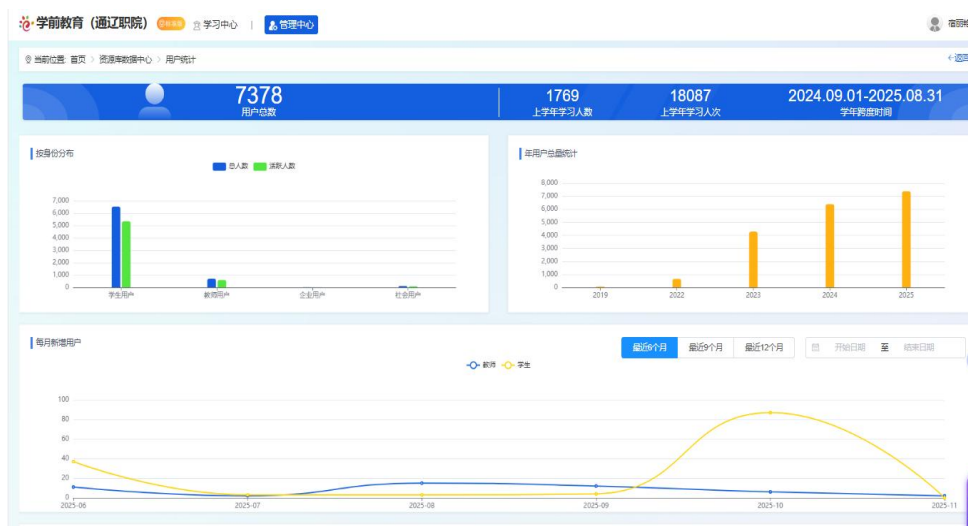 学前教育（通辽职院） 学习中心 | 管理中心
当前位置: 首页 > 资源库数据中心 > 用户统计
7378
用户总数
1769
上学年学习人数
18087
上学年学习人次
2024.09.01-2025.08.31
学年跨度时间
按身份分布
总人数 活跃人数
7,000
6,000
5,000
4,000
3,000
2,000
1,000
0
学生用户 教师用户 企业用户 社会用户
年用户总量统计
8,000
7,000
6,000
5,000
4,000
3,000
2,000
1,000
0
2019 2022 2023 2024 2025
每月新增用户
最近6个月 最近9个月 最近12个月 开始日期 至 结束日期
教师 学生
100
80
60
40
20
0
2025-06 2025-07 2025-08 2025-09 2025-10 2025-11